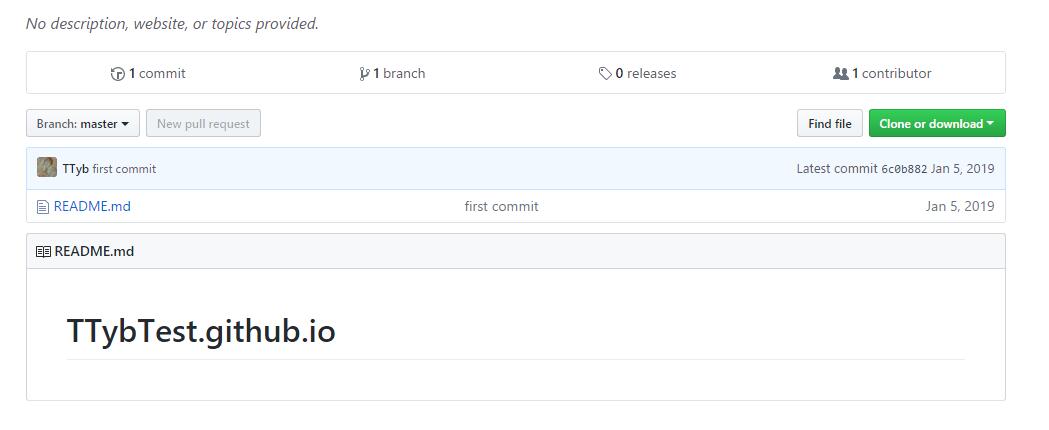 No description, website, or topics provided.
1 commit 1 branch 0 releases 1 contributor
Branch: master New pull request Find file Clone or download
TTyb first commit Latest commit 6c0b882 Jan 5, 2019
README.md first commit Jan 5, 2019
README.md
TTybTest.github.io